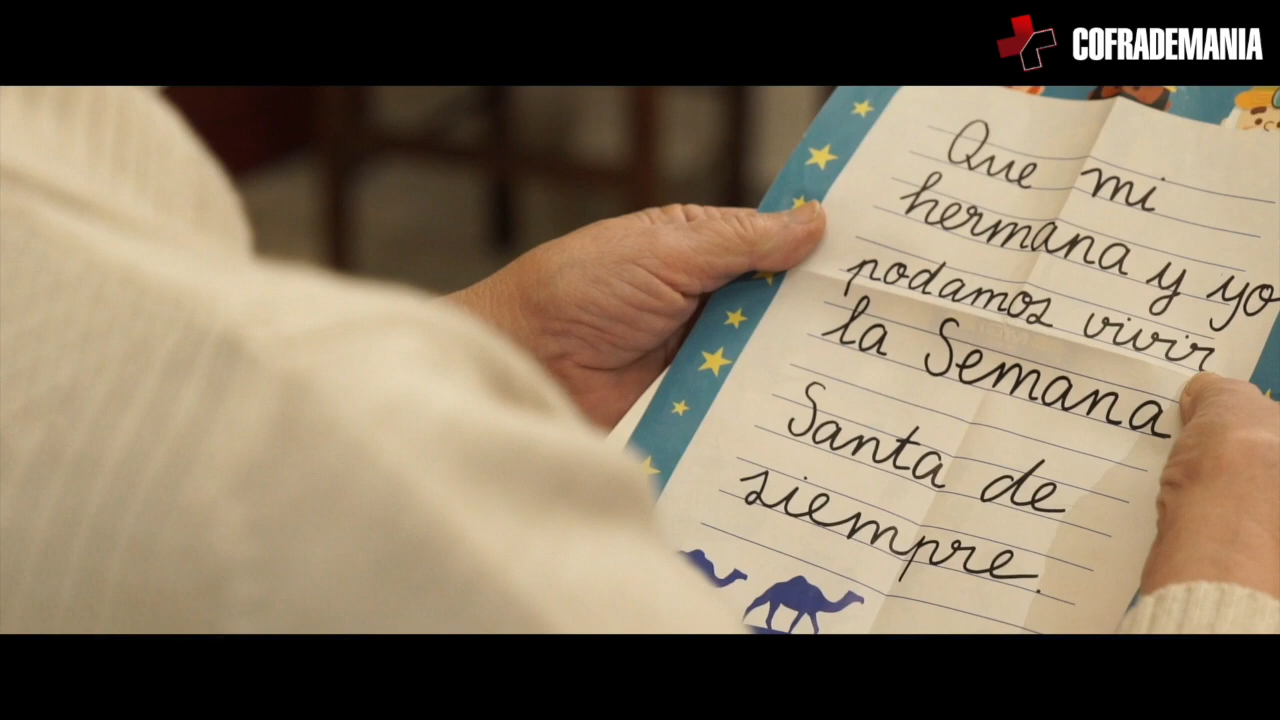 COFRADEMANIA
Que mi
hermana y yo
podamos vivir
la Semana
Santa de
siempre.